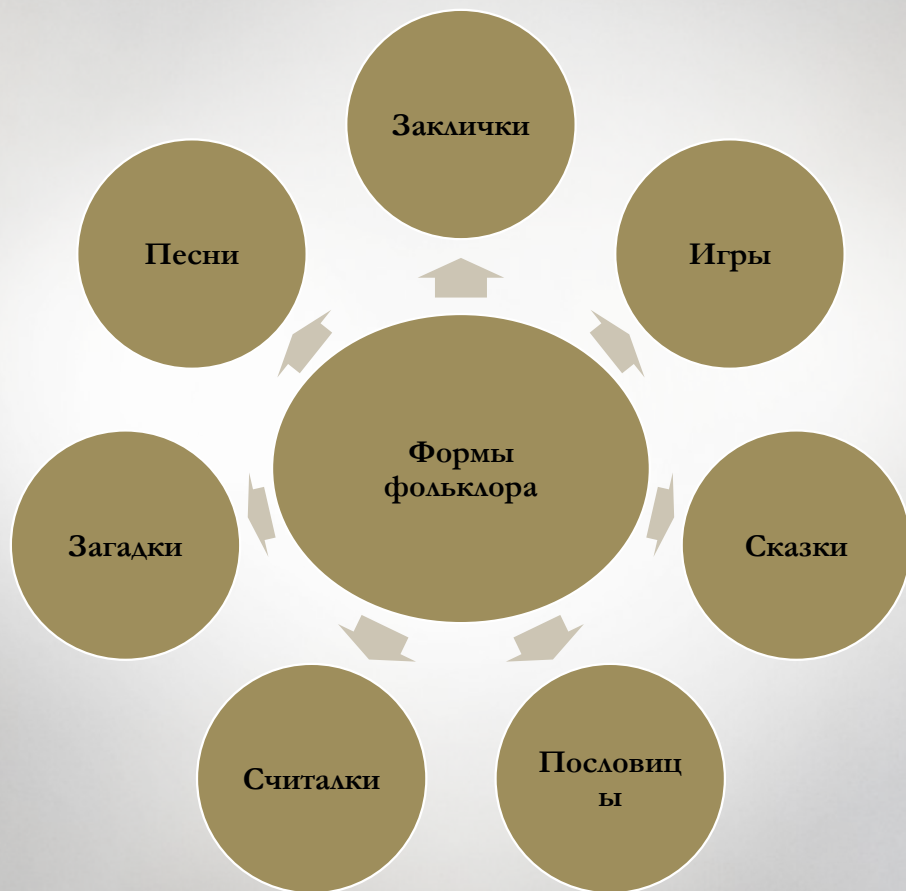 Заклички
Песни
Игры
Формы
фольклора
Загадки
Сказки
Считалки
Пословиц
ы